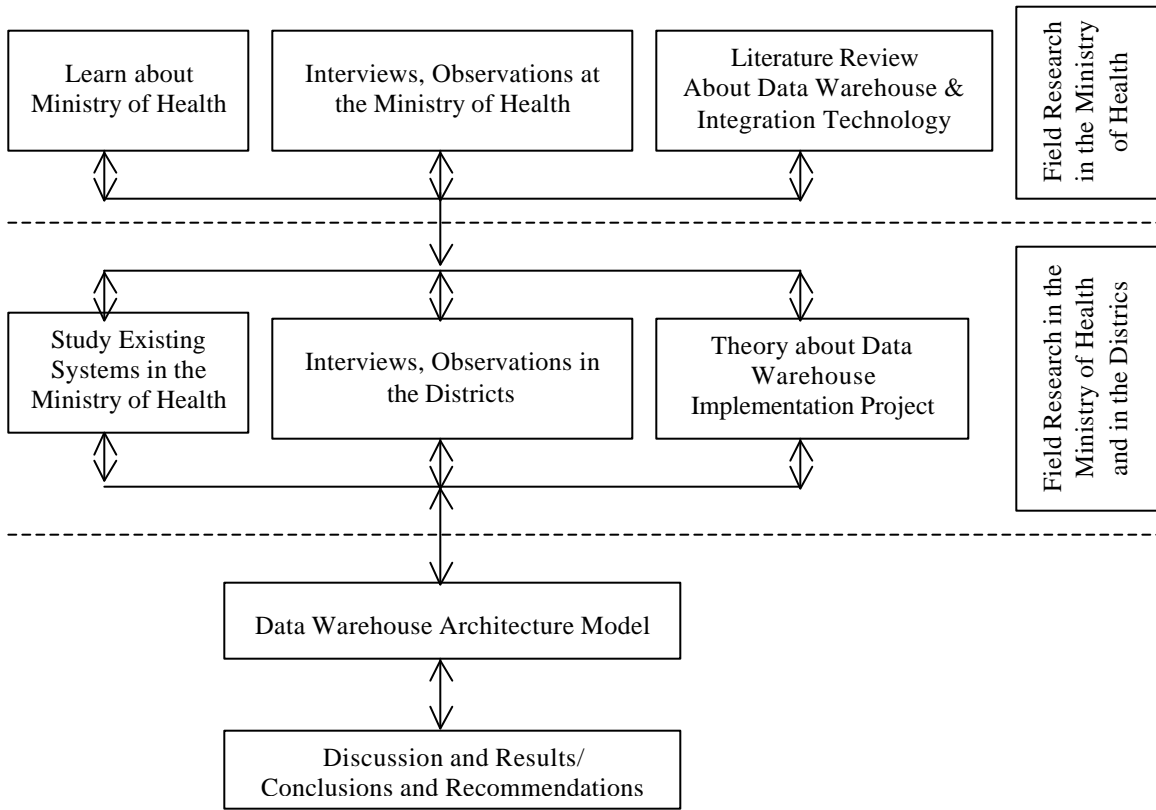 Learn about
Ministry of Health
Interviews, Observations at
the Ministry of Health
Literature Review
About Data Warehouse &
Integration Technology
Field Research
in the Ministry
of Health
Study Existing
Systems in the
Ministry of Health
Interviews, Observations in
the Districts
Theory about Data
Warehouse
Implementation Project
Field Research in the
Ministry of Health
and in the Districs
Data Warehouse Architecture Model
Discussion and Results/
Conclusions and Recommendations